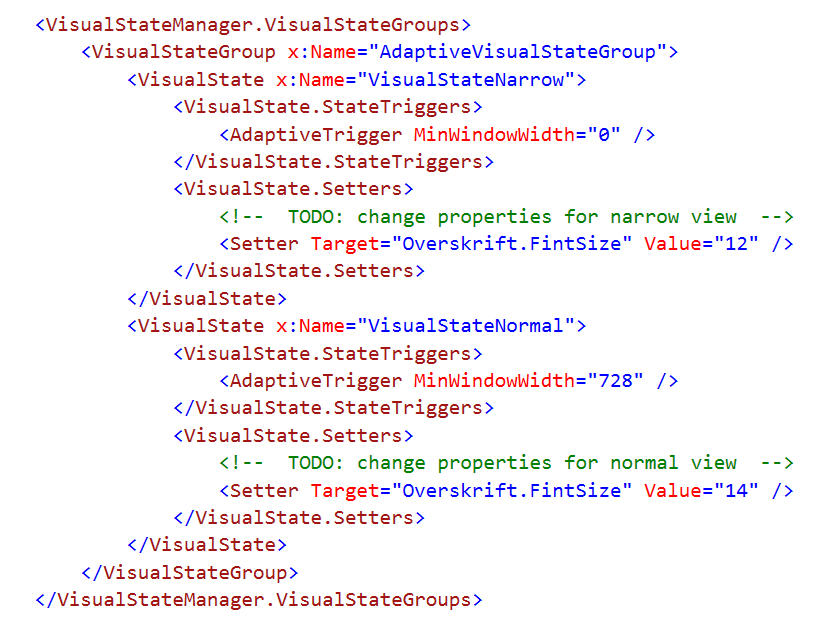 <VisualStateManager.VisualStateGroups>
    <VisualStateGroup x:Name="AdaptiveVisualStateGroup">
        <VisualState x:Name="VisualStateNarrow">
            <VisualState.StateTriggers>
                <AdaptiveTrigger MinWindowWidth="0" />
            </VisualState.StateTriggers>
            <VisualState.Setters>
                <!--  TODO: change properties for narrow view  -->
                <Setter Target="Overskrift.FintSize" Value="12" />
            </VisualState.Setters>
        </VisualState>
        <VisualState x:Name="VisualStateNormal">
            <VisualState.StateTriggers>
                <AdaptiveTrigger MinWindowWidth="728" />
            </VisualState.StateTriggers>
            <VisualState.Setters>
                <!--  TODO: change properties for normal view  -->
                <Setter Target="Overskrift.FintSize" Value="14" />
            </VisualState.Setters>
        </VisualState>
    </VisualStateGroup>
</VisualStateManager.VisualStateGroups>